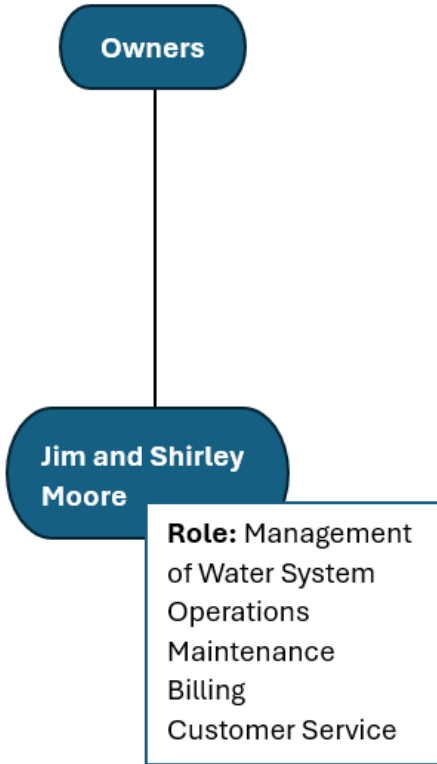 Owners
Jim and Shirley
Moore
Role: Management
of Water System
Operations
Maintenance
Billing
Customer Service